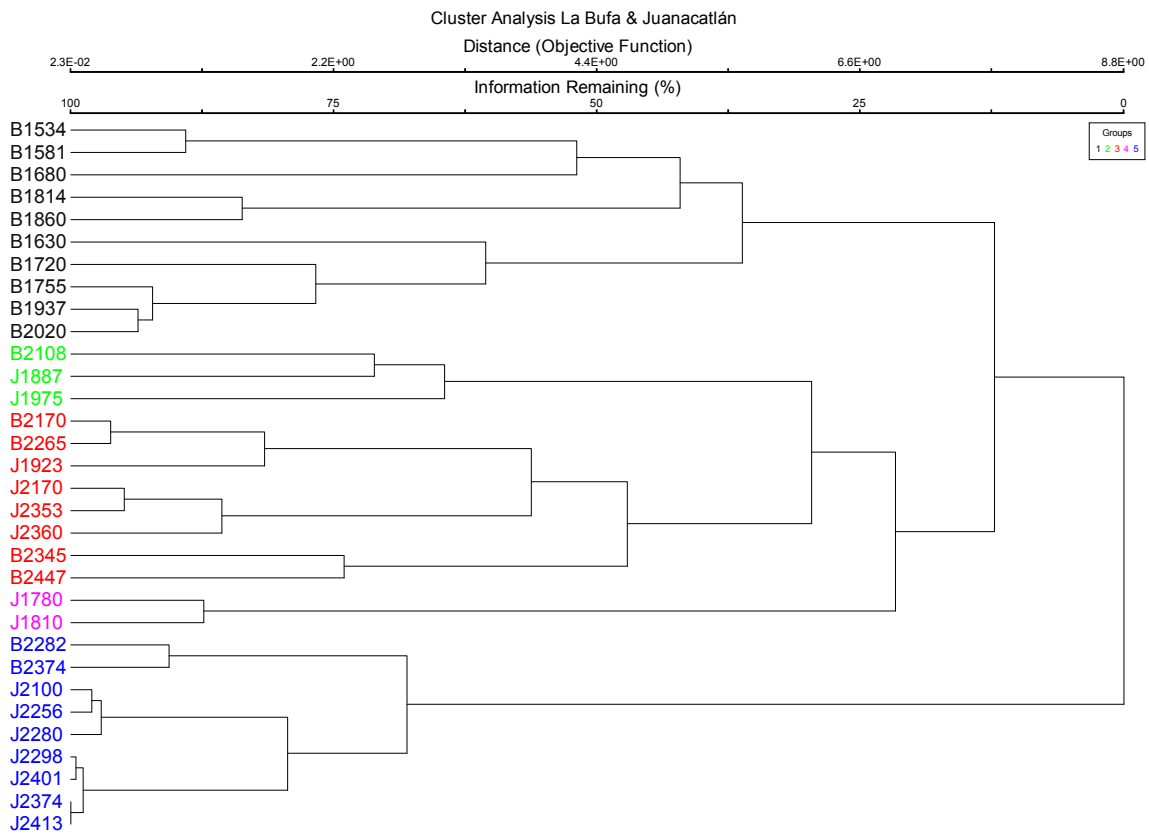 Cluster Analysis La Bufa & Juanacatlán
Distance (Objective Function)
2.3E-02 2.2E+00 4.4E+00 6.6E+00 8.8E+00
Information Remaining (%)
100 75 50 25 0
Groups
1 2 3 4 5
B1534
B1581
B1680
B1814
B1860
B1630
B1720
B1755
B1937
B2020
B2108
J1887
J1975
B2170
B2265
J1923
J2170
J2353
J2360
B2345
B2447
J1780
J1810
B2282
B2374
J2100
J2256
J2280
J2298
J2401
J2374
J2413